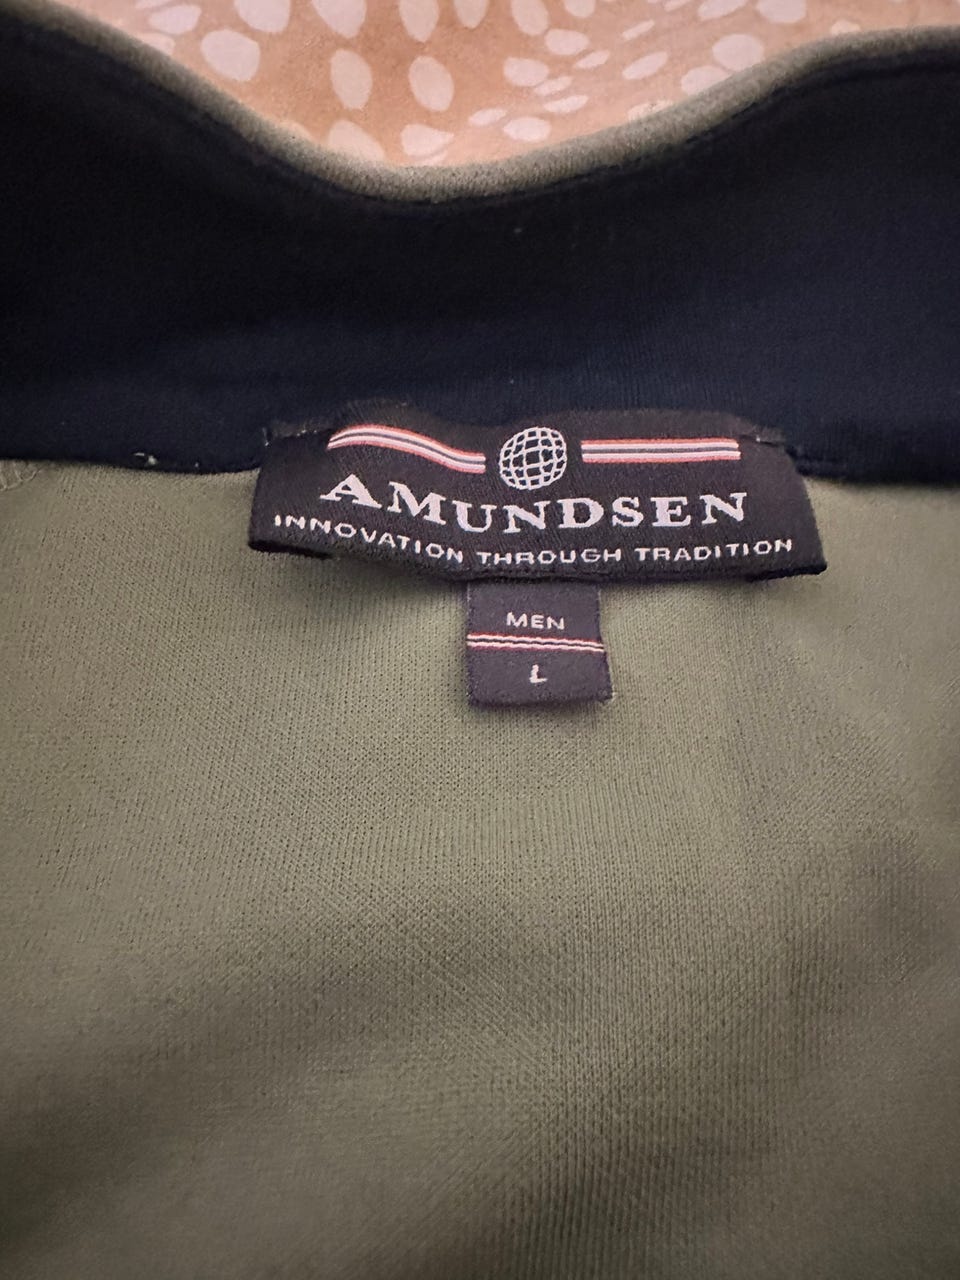 AMUNDSEN
INNOVATION THROUGH TRADITION
MEN
L